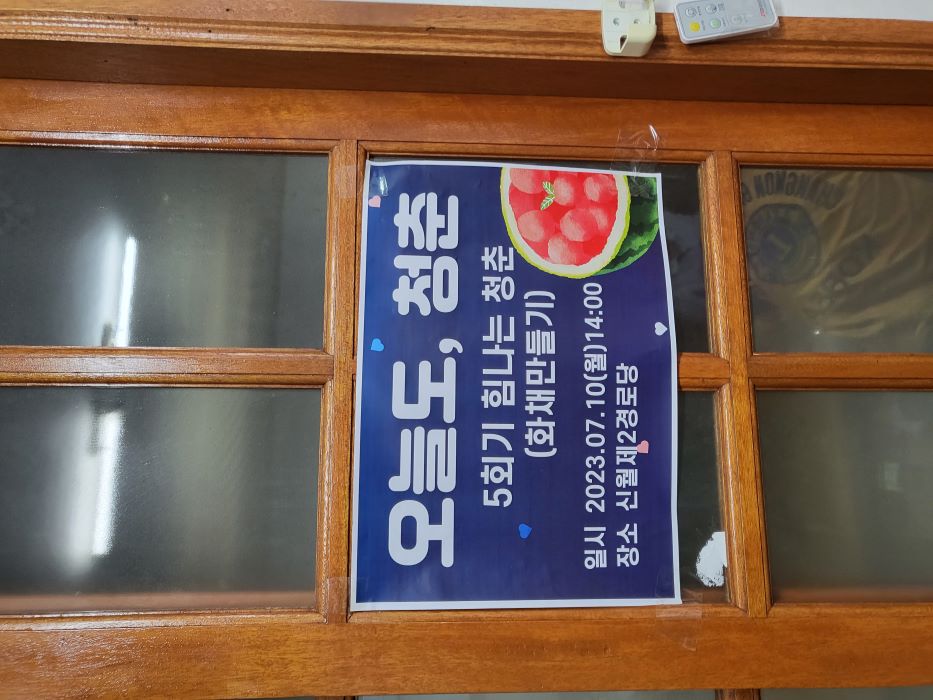 오늘도, 청춘
5회기 힘나는 청춘
(화채만들기)
일시 2023.07.10(월)14:00
장소 신월제2경로당